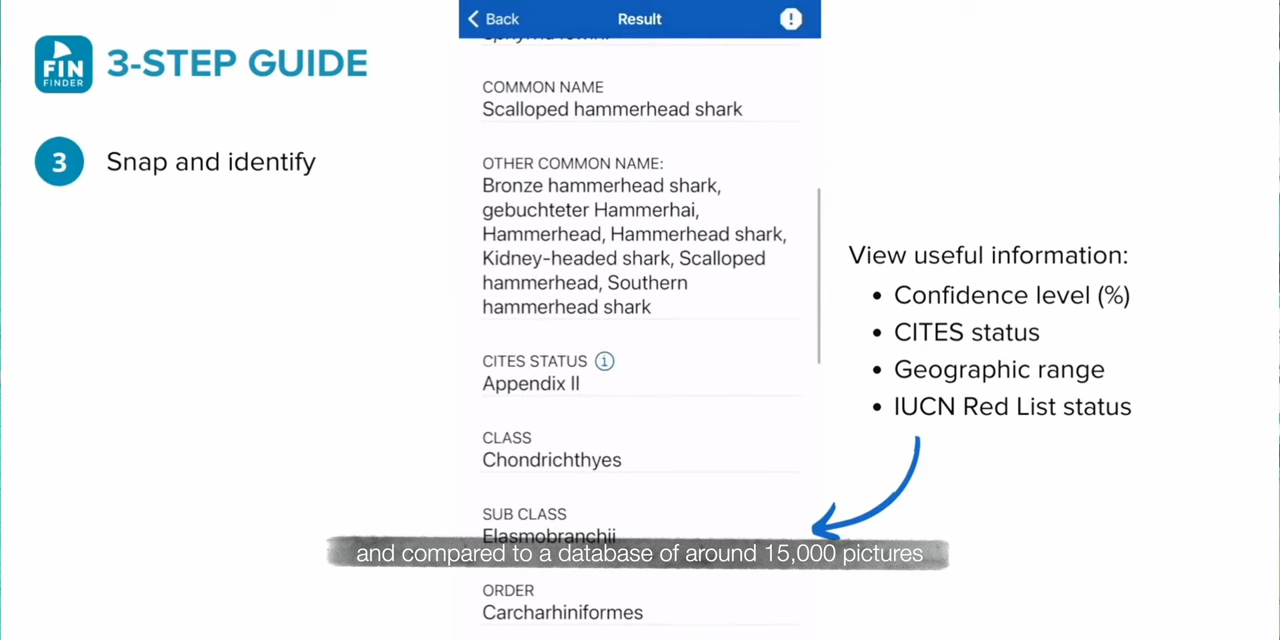 FIN
FINDER
3-STEP GUIDE
3
Snap and identify
Back
Result
COMMON NAME
Scalloped hammerhead shark
OTHER COMMON NAME:
Bronze hammerhead shark,
gebuchteter Hammerhai,
Hammerhead, Hammerhead shark,
Kidney-headed shark, Scalloped
hammerhead, Southern
hammerhead shark
CITES STATUS
Appendix II
CLASS
Chondrichthyes
SUB CLASS
Elasmobranchii
ORDER
Carcharhiniformes
View useful information:
• Confidence level (%)
• CITES status
• Geographic range
• IUCN Red List status
and compared to a database of around 15,000 pictures